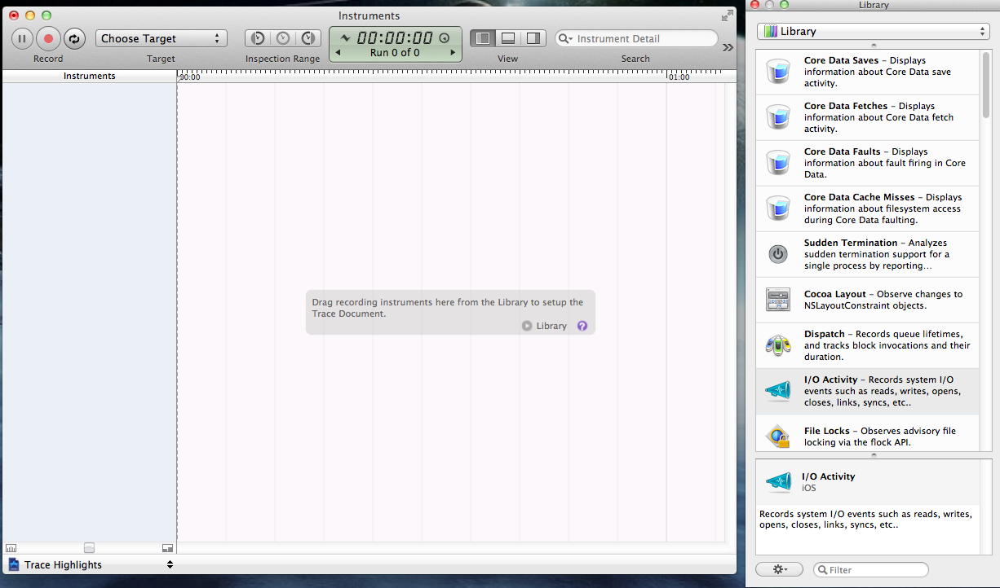 Instruments
Choose Target
00:00:00
Run 0 of 0
Instrument Detail
Record
Target
Inspection Range
View
Search
Instruments
00:00
01:00
Drag recording instruments here from the Library to setup the
Trace Document.
Library
?
Trace Highlights
Library
Library
Core Data Saves – Displays
information about Core Data save
activity.
Core Data Fetches – Displays
information about Core Data fetch
activity.
Core Data Faults – Displays
information about fault firing in Core
Data.
Core Data Cache Misses – Displays
information about filesystem access
during Core Data faulting.
Sudden Termination – Analyzes
sudden termination support for a
single process by reporting…
Cocoa Layout – Observe changes to
NSLayoutConstraint objects.
Dispatch – Records queue lifetimes,
and tracks block invocations and their
duration.
I/O Activity – Records system I/O
events such as reads, writes, opens,
closes, links, syncs, etc..
File Locks – Observes advisory file
locking via the flock API.
I/O Activity
iOS
Records system I/O events such as reads, writes,
opens, closes, links, syncs, etc..
Filter